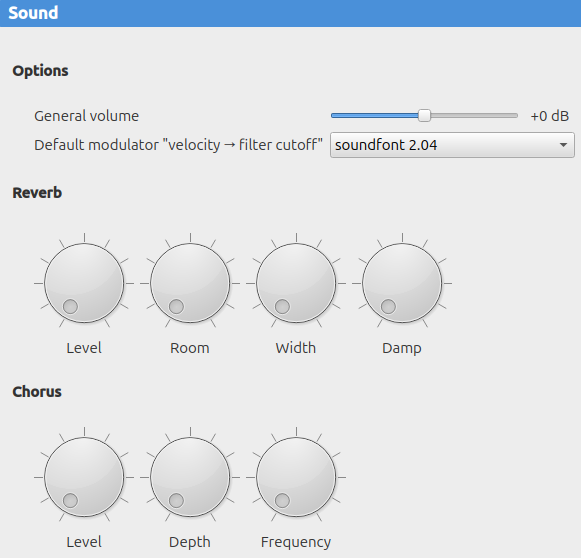 Sound
Options
General volume +0 dB
Default modulator "velocity → filter cutoff" soundfont 2.04
Reverb
Level Room Width Damp
Chorus
Level Depth Frequency